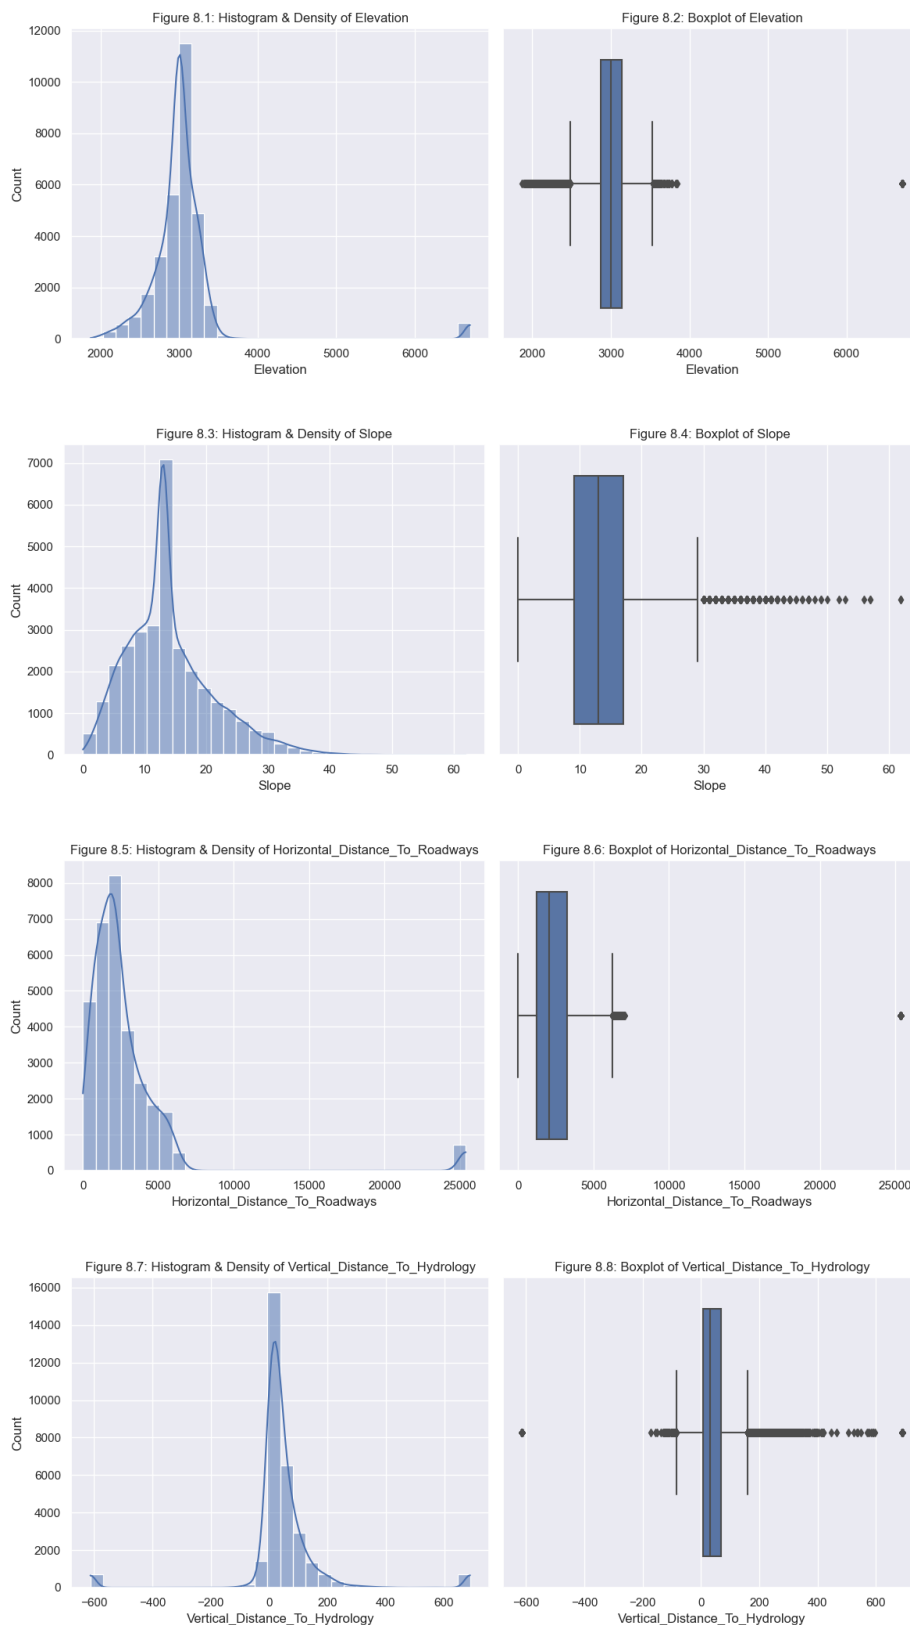 Figure 8.1: Histogram & Density of Elevation
12000
10000
8000
6000
4000
2000
0
Count
2000 3000 4000 5000 6000
Elevation
Figure 8.2: Boxplot of Elevation
2000 3000 4000 5000 6000
Elevation
Figure 8.3: Histogram & Density of Slope
7000
6000
5000
4000
3000
2000
1000
0
Count
0 10 20 30 40 50 60
Slope
Figure 8.4: Boxplot of Slope
0 10 20 30 40 50 60
Slope
Figure 8.5: Histogram & Density of Horizontal_Distance_To_Roadways
8000
7000
6000
5000
4000
3000
2000
1000
0
Count
0 5000 10000 15000 20000 25000
Horizontal_Distance_To_Roadways
Figure 8.6: Boxplot of Horizontal_Distance_To_Roadways
0 5000 10000 15000 20000 25000
Horizontal_Distance_To_Roadways
Figure 8.7: Histogram & Density of Vertical_Distance_To_Hydrology
16000
14000
12000
10000
8000
6000
4000
2000
0
Count
−600 −400 −200 0 200 400 600
Vertical_Distance_To_Hydrology
Figure 8.8: Boxplot of Vertical_Distance_To_Hydrology
−600 −400 −200 0 200 400 600
Vertical_Distance_To_Hydrology